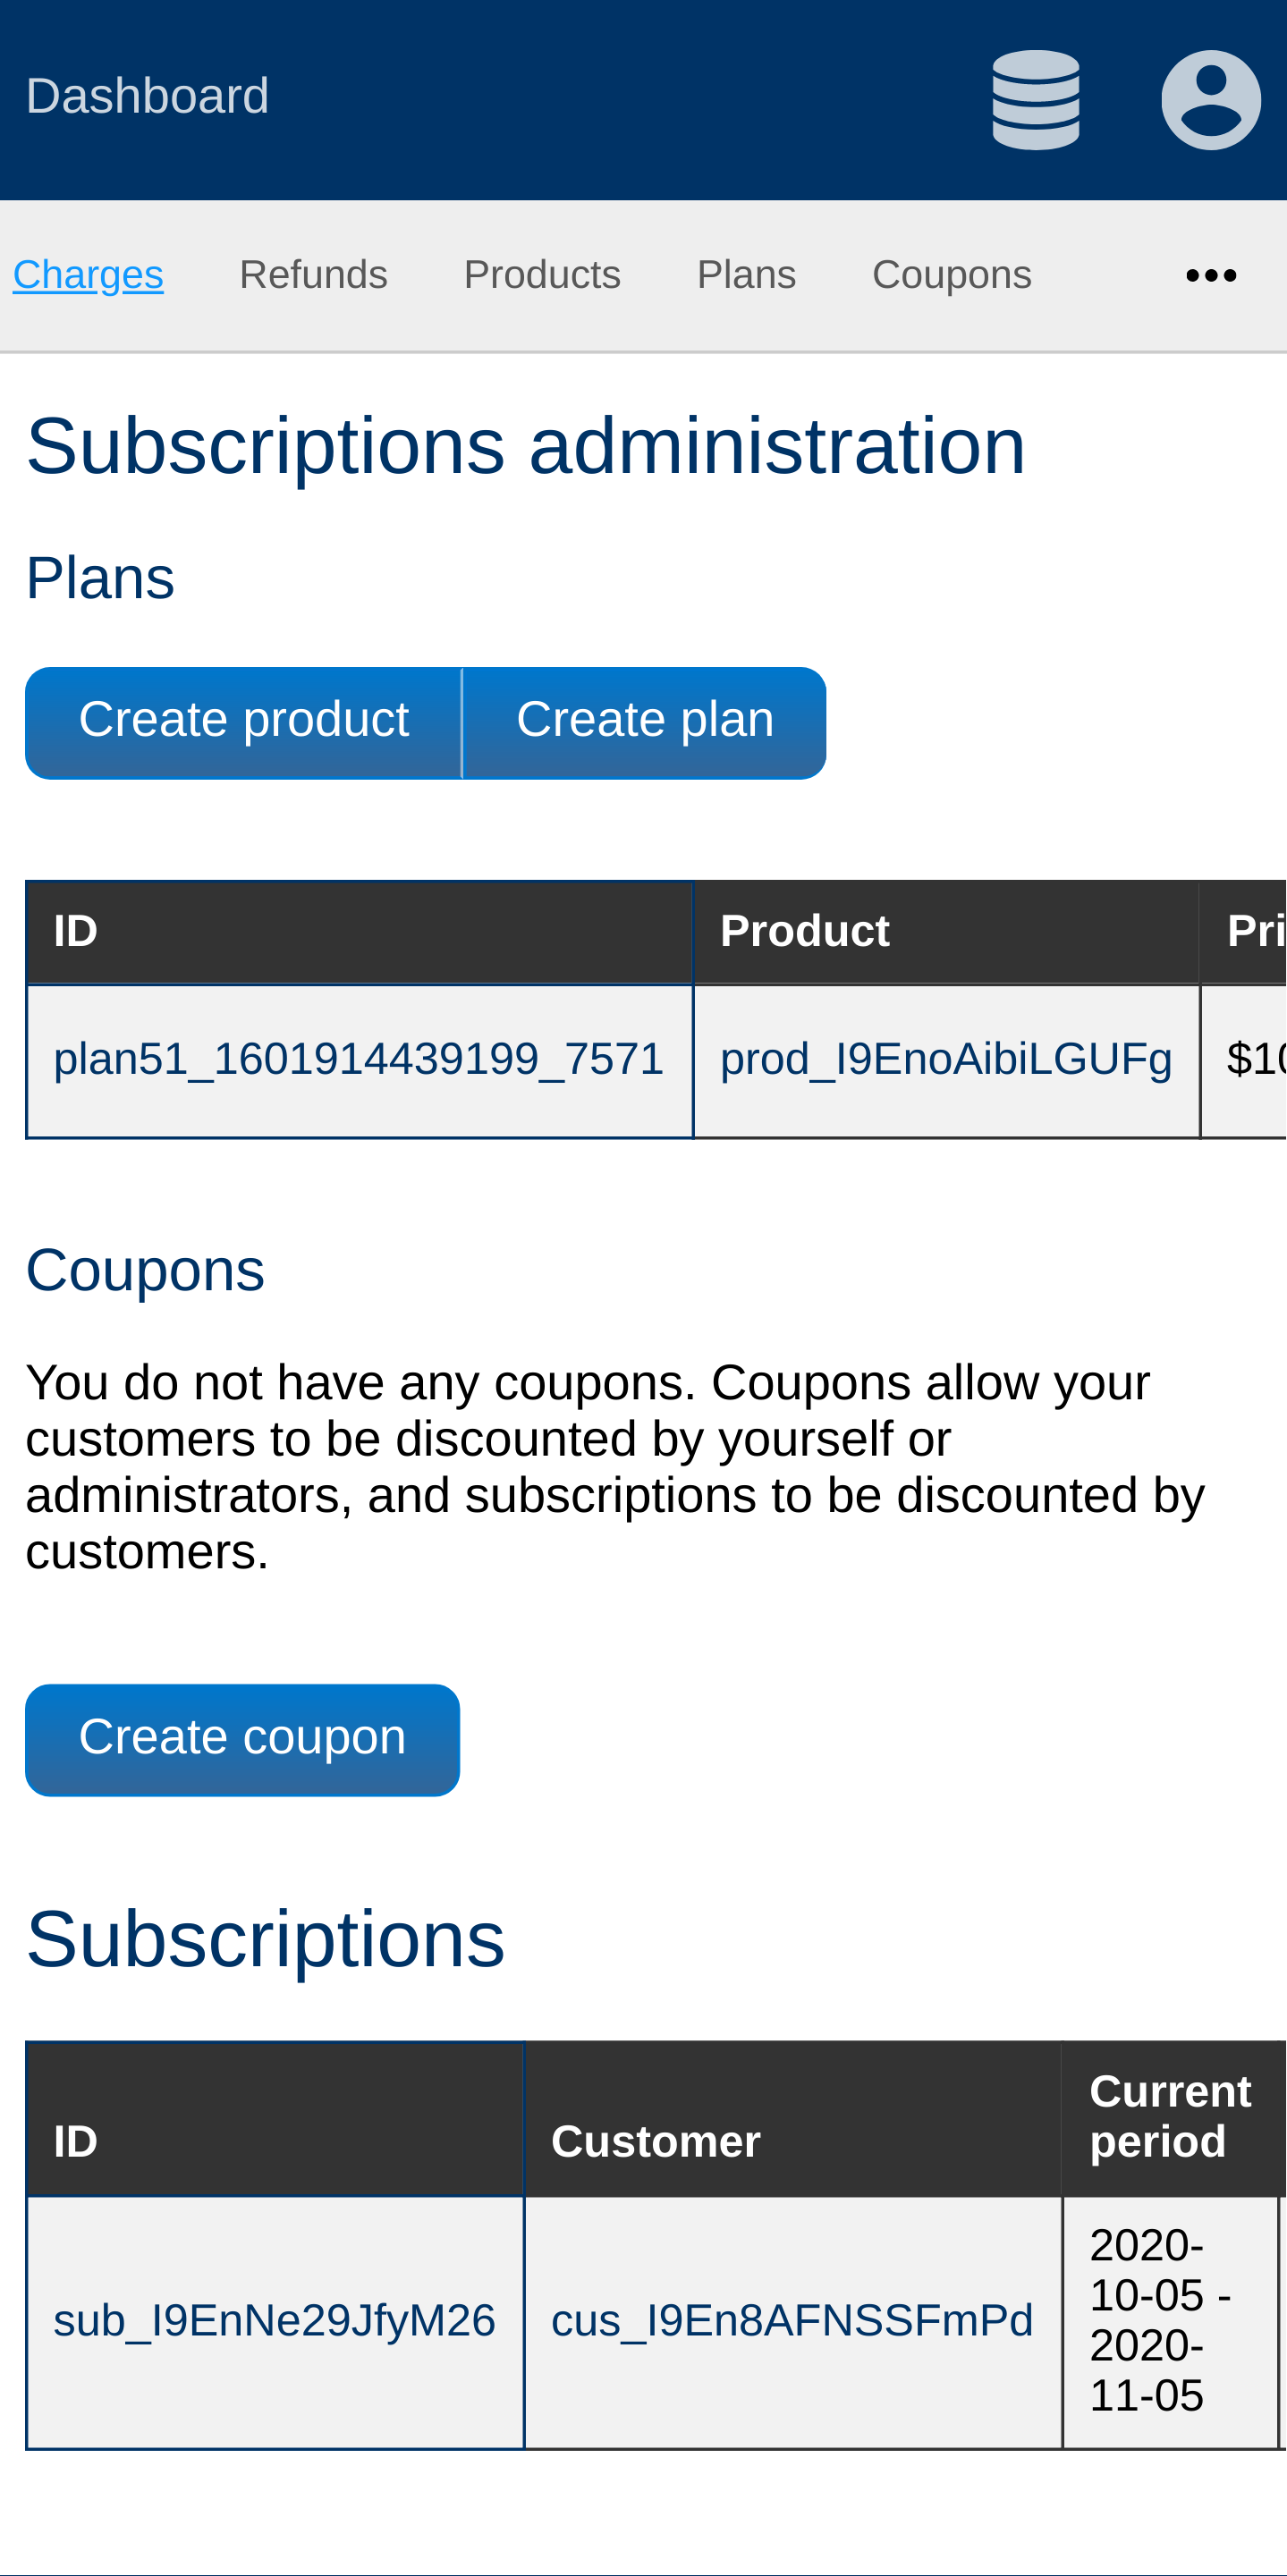 Dashboard
Charges Refunds Products Plans Coupons •••
Subscriptions administration
Plans
Create product Create plan
ID Product
plan51_1601914439199_7571 prod_I9EnoAibiLGUFg
Coupons
You do not have any coupons. Coupons allow your
customers to be discounted by yourself or
administrators, and subscriptions to be discounted by
customers.
Create coupon
Subscriptions
ID Customer Current
period
sub_I9EnNe29JfyM26 cus_I9En8AFNSSFmPd 2020-
10-05 -
2020-
11-05